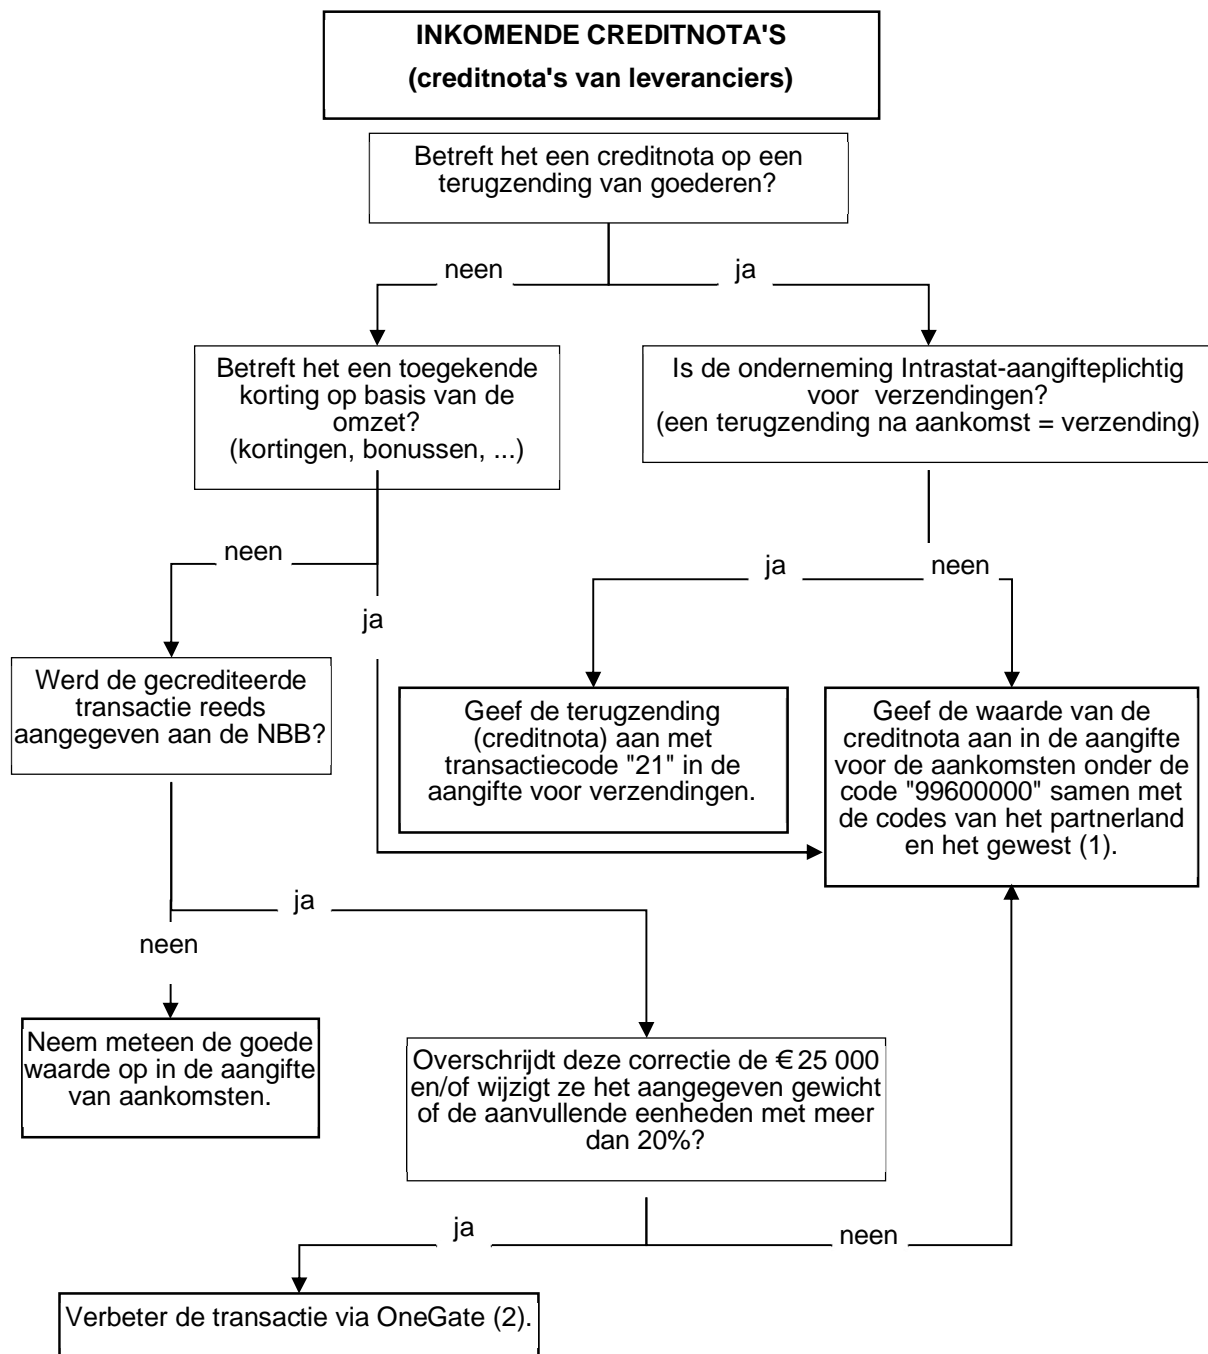 INKOMENDE CREDITNOTA'S
(creditnota's van leveranciers)
Betreft het een creditnota op een
terugzending van goederen?
neen
ja
Betreft het een toegekende
korting op basis van de
omzet?
(kortingen, bonussen, ...)
Is de onderneming Intrastat-aangifteplichtig
voor verzendingen?
(een terugzending na aankomst = verzending)
neen
ja
ja
neen
Werd de gecrediteerde
transactie reeds
aangegeven aan de NBB?
Geef de terugzending
(creditnota) aan met
transactiecode "21" in de
aangifte voor verzendingen.
Geef de waarde van de
creditnota aan in de aangifte
voor de aankomsten onder de
code "99600000" samen met
de codes van het partnerland
en het gewest (1).
ja
neen
Neem meteen de goede
waarde op in de aangifte
van aankomsten.
Overschrijdt deze correctie de € 25 000
en/of wijzigt ze het aangegeven gewicht
of de aanvullende eenheden met meer
dan 20%?
ja
neen
Verbeter de transactie via OneGate (2).